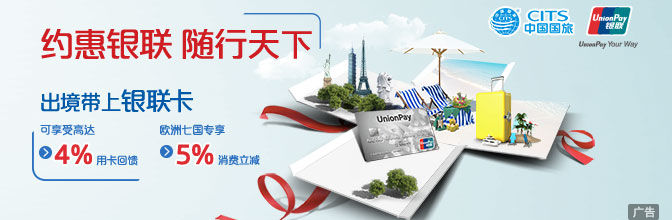 约惠银联 随行天下
CITS
中国国旅
UnionPay
银联
UnionPay Your Way
出境带上银联卡
可享受高达
4% 用卡回馈
欧洲七国专享
5% 消费立减
UnionPay
广告